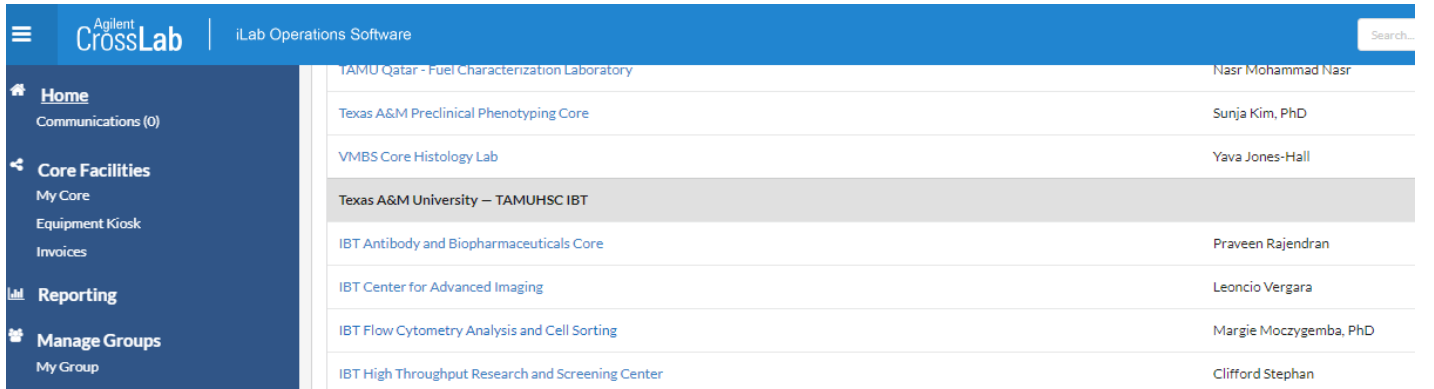 Agilent
CrossLab
iLab Operations Software
Search...
Home
Communications (0)
Core Facilities
My Core
Equipment Kiosk
Invoices
Reporting
Manage Groups
My Group
TAMU Qatar - Fuel Characterization Laboratory Nasr Mohammad Nasr
Texas A&M Preclinical Phenotyping Core Sunja Kim, PhD
VMBS Core Histology Lab Yava Jones-Hall
Texas A&M University — TAMUHSC IBT
IBT Antibody and Biopharmaceuticals Core Praveen Rajendran
IBT Center for Advanced Imaging Leoncio Vergara
IBT Flow Cytometry Analysis and Cell Sorting Margie Moczygemba, PhD
IBT High Throughput Research and Screening Center Clifford Stephan